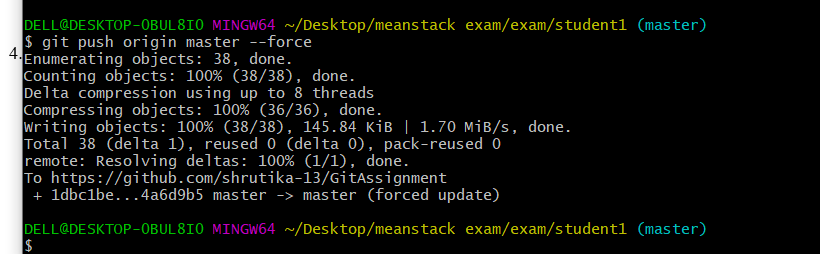 DELL@DESKTOP-OBUL8IO MINGW64 ~/Desktop/meanstack exam/exam/student1 (master)
$ git push origin master --force
4.
Enumerating objects: 38, done.
Counting objects: 100% (38/38), done.
Delta compression using up to 8 threads
Compressing objects: 100% (36/36), done.
Writing objects: 100% (38/38), 145.84 KiB | 1.70 MiB/s, done.
Total 38 (delta 1), reused 0 (delta 0), pack-reused 0
remote: Resolving deltas: 100% (1/1), done.
To https://github.com/shrutika-13/GitAssignment
 + 1dbc1be...4a6d9b5 master -> master (forced update)
DELL@DESKTOP-OBUL8IO MINGW64 ~/Desktop/meanstack exam/exam/student1 (master)
$